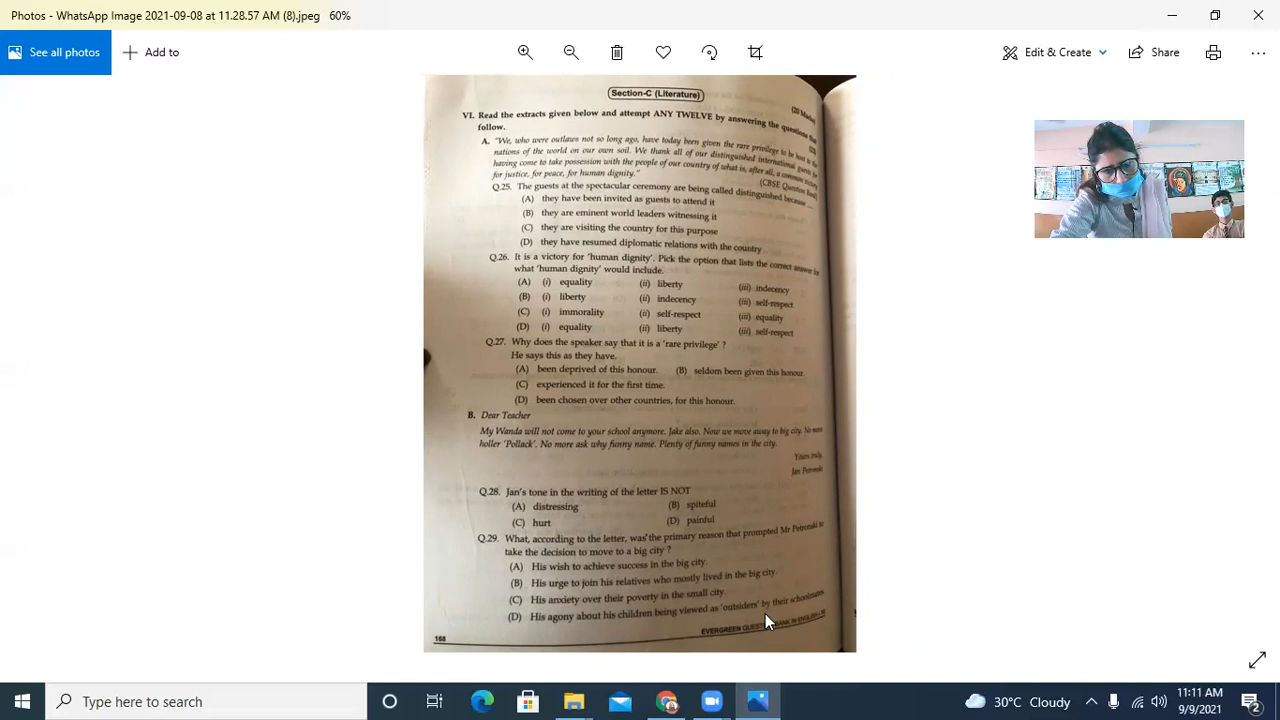 Photos - WhatsApp Image 2021-09-08 at 11.28.57 AM (8).jpeg 60%
See all photos
Add to
Edit & Create
Share
Section-C (Literature)
(20 Marks)
VI. Read the extracts given below and attempt ANY TWELVE by answering the questions that
follow.
A. "We, who were outlaws not so long ago, have today been given the rare privilege to be host to the
nations of the world on our own soil. We thank all of our distinguished international guests for
having come to take possession with the people of our country of what is, after all, a common victory
for justice, for peace, for human dignity."
(CBSE Question Bank)
Q.25. The guests at the spectacular ceremony are being called distinguished because
(A) they have been invited as guests to attend it
(B) they are eminent world leaders witnessing it
(C) they are visiting the country for this purpose
(D) they have resumed diplomatic relations with the country
Q.26. It is a victory for 'human dignity'. Pick the option that lists the correct answer for
what 'human dignity' would include.
(A) (i) equality (ii) liberty (iii) indecency
(B) (i) liberty (ii) indecency (iii) self-respect
(C) (i) immorality (ii) self-respect (iii) equality
(D) (i) equality (ii) liberty (iii) self-respect
Q.27. Why does the speaker say that it is a 'rare privilege' ?
He says this as they have.
(A) been deprived of this honour. (B) seldom been given this honour.
(C) experienced it for the first time.
(D) been chosen over other countries, for this honour.
B. Dear Teacher
My Wanda will not come to your school anymore. Jake also. Now we move away to big city. No more
holler 'Pollack'. No more ask why funny name. Plenty of funny names in the city.
Yours truly,
Jan Petronski
Q.28. Jan's tone in the writing of the letter IS NOT
(A) distressing (B) spiteful
(C) hurt (D) painful
Q.29. What, according to the letter, was the primary reason that prompted Mr Petronski to
take the decision to move to a big city ?
(A) His wish to achieve success in the big city.
(B) His urge to join his relatives who mostly lived in the big city.
(C) His anxiety over their poverty in the small city.
(D) His agony about his children being viewed as 'outsiders' by their schoolmates.
168
EVERGREEN BANK IN ENGLISH
Type here to search
30°C Cloudy
11:11 AM
9/9/2021
2